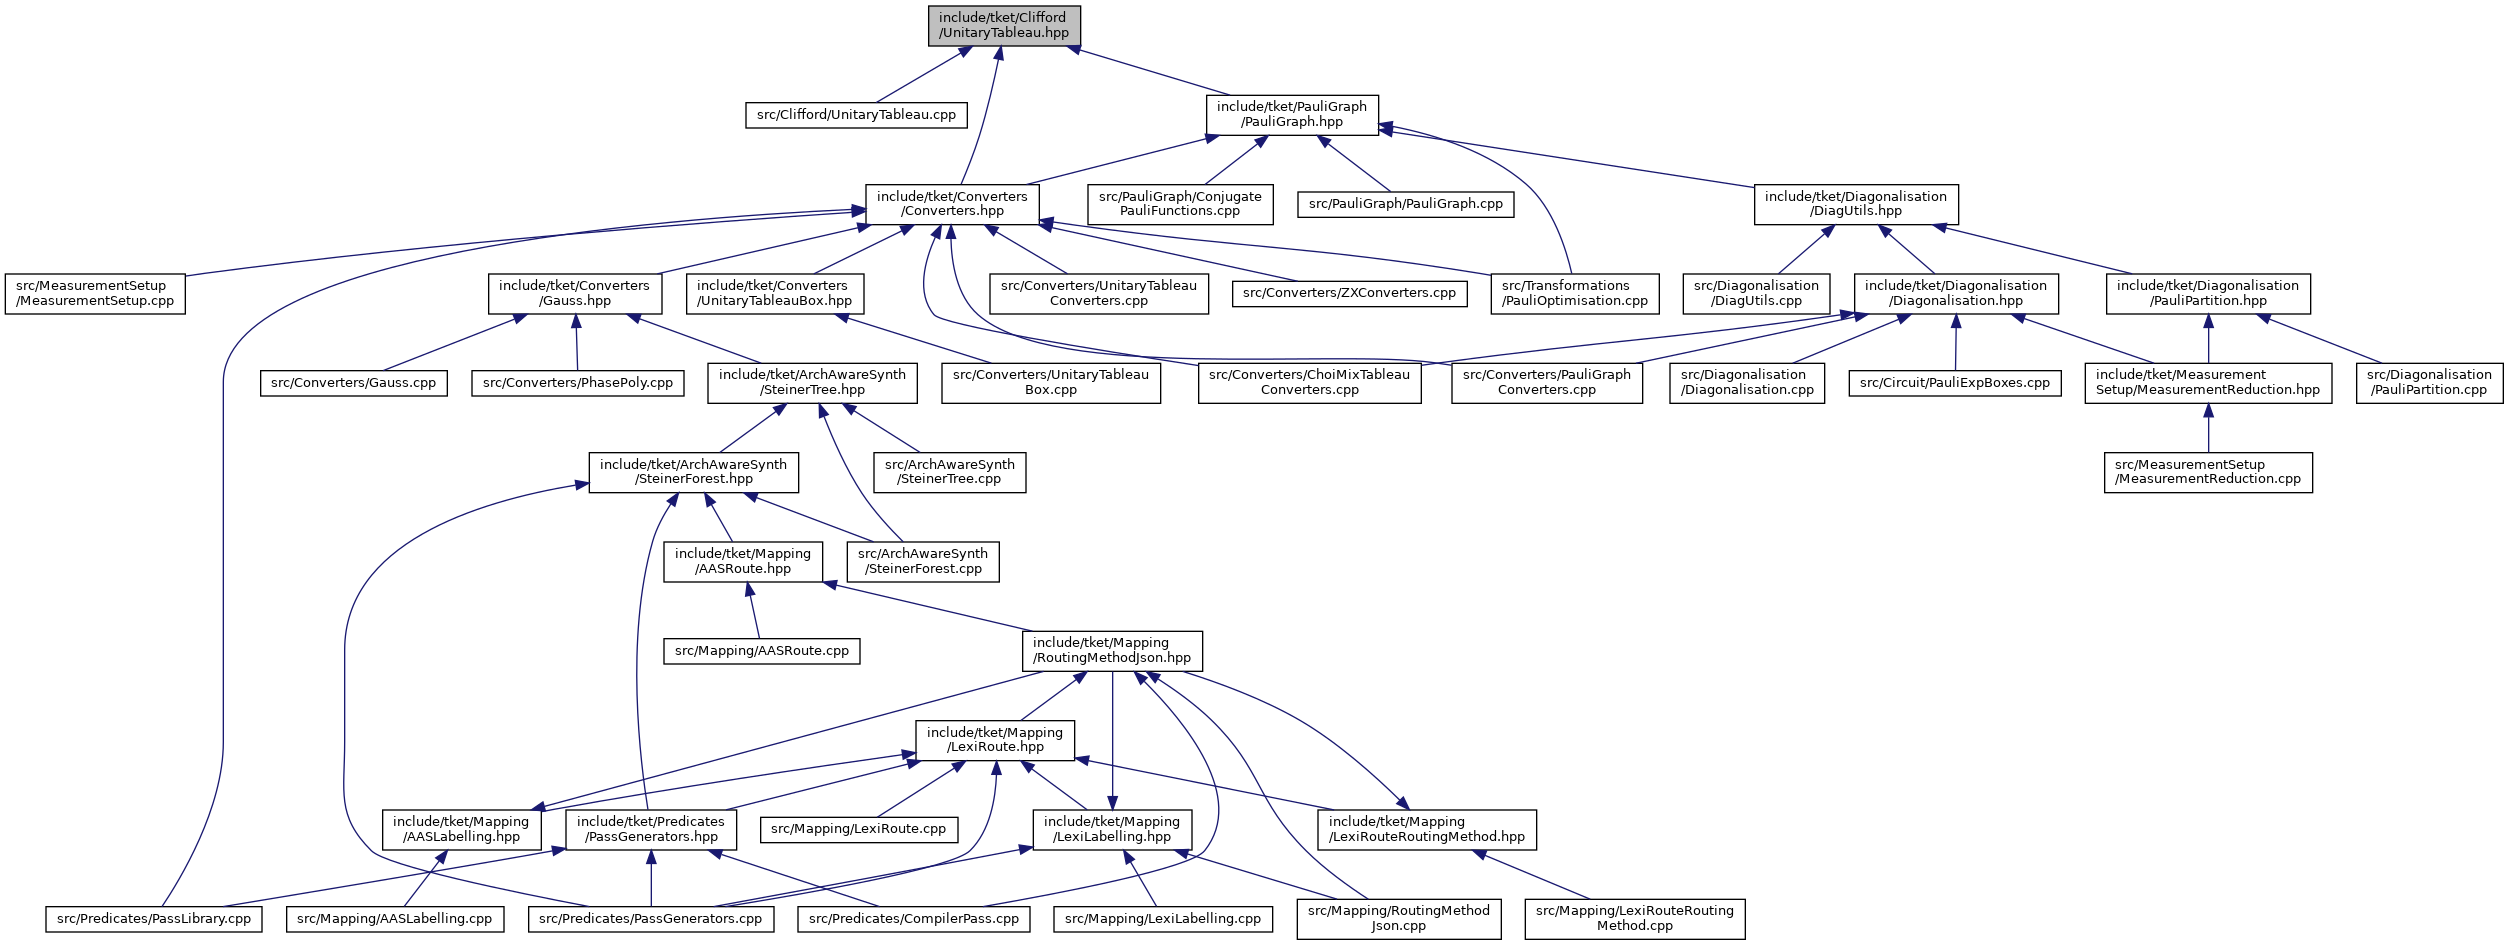 include/tket/Clifford
/UnitaryTableau.hpp
src/Clifford/UnitaryTableau.cpp
include/tket/PauliGraph
/PauliGraph.hpp
include/tket/Converters
/Converters.hpp
src/PauliGraph/Conjugate
PauliFunctions.cpp
src/PauliGraph/PauliGraph.cpp
include/tket/Diagonalisation
/DiagUtils.hpp
src/MeasurementSetup
/MeasurementSetup.cpp
include/tket/Converters
/Gauss.hpp
include/tket/Converters
/UnitaryTableauBox.hpp
src/Converters/UnitaryTableau
Converters.cpp
src/Converters/ZXConverters.cpp
src/Transformations
/PauliOptimisation.cpp
src/Diagonalisation
/DiagUtils.cpp
include/tket/Diagonalisation
/Diagonalisation.hpp
include/tket/Diagonalisation
/PauliPartition.hpp
src/Converters/Gauss.cpp
src/Converters/PhasePoly.cpp
include/tket/ArchAwareSynth
/SteinerTree.hpp
src/Converters/UnitaryTableau
Box.cpp
src/Converters/ChoiMixTableau
Converters.cpp
src/Converters/PauliGraph
Converters.cpp
src/Diagonalisation
/Diagonalisation.cpp
src/Circuit/PauliExpBoxes.cpp
include/tket/Measurement
Setup/MeasurementReduction.hpp
src/Diagonalisation
/PauliPartition.cpp
include/tket/ArchAwareSynth
/SteinerForest.hpp
src/ArchAwareSynth
/SteinerTree.cpp
src/MeasurementSetup
/MeasurementReduction.cpp
include/tket/Mapping
/AASRoute.hpp
src/ArchAwareSynth
/SteinerForest.cpp
src/Mapping/AASRoute.cpp
include/tket/Mapping
/RoutingMethodJson.hpp
include/tket/Mapping
/LexiRoute.hpp
include/tket/Mapping
/AASLabelling.hpp
include/tket/Predicates
/PassGenerators.hpp
src/Mapping/LexiRoute.cpp
include/tket/Mapping
/LexiLabelling.hpp
include/tket/Mapping
/LexiRouteRoutingMethod.hpp
src/Predicates/PassLibrary.cpp
src/Mapping/AASLabelling.cpp
src/Predicates/PassGenerators.cpp
src/Predicates/CompilerPass.cpp
src/Mapping/LexiLabelling.cpp
src/Mapping/RoutingMethod
Json.cpp
src/Mapping/LexiRouteRouting
Method.cpp